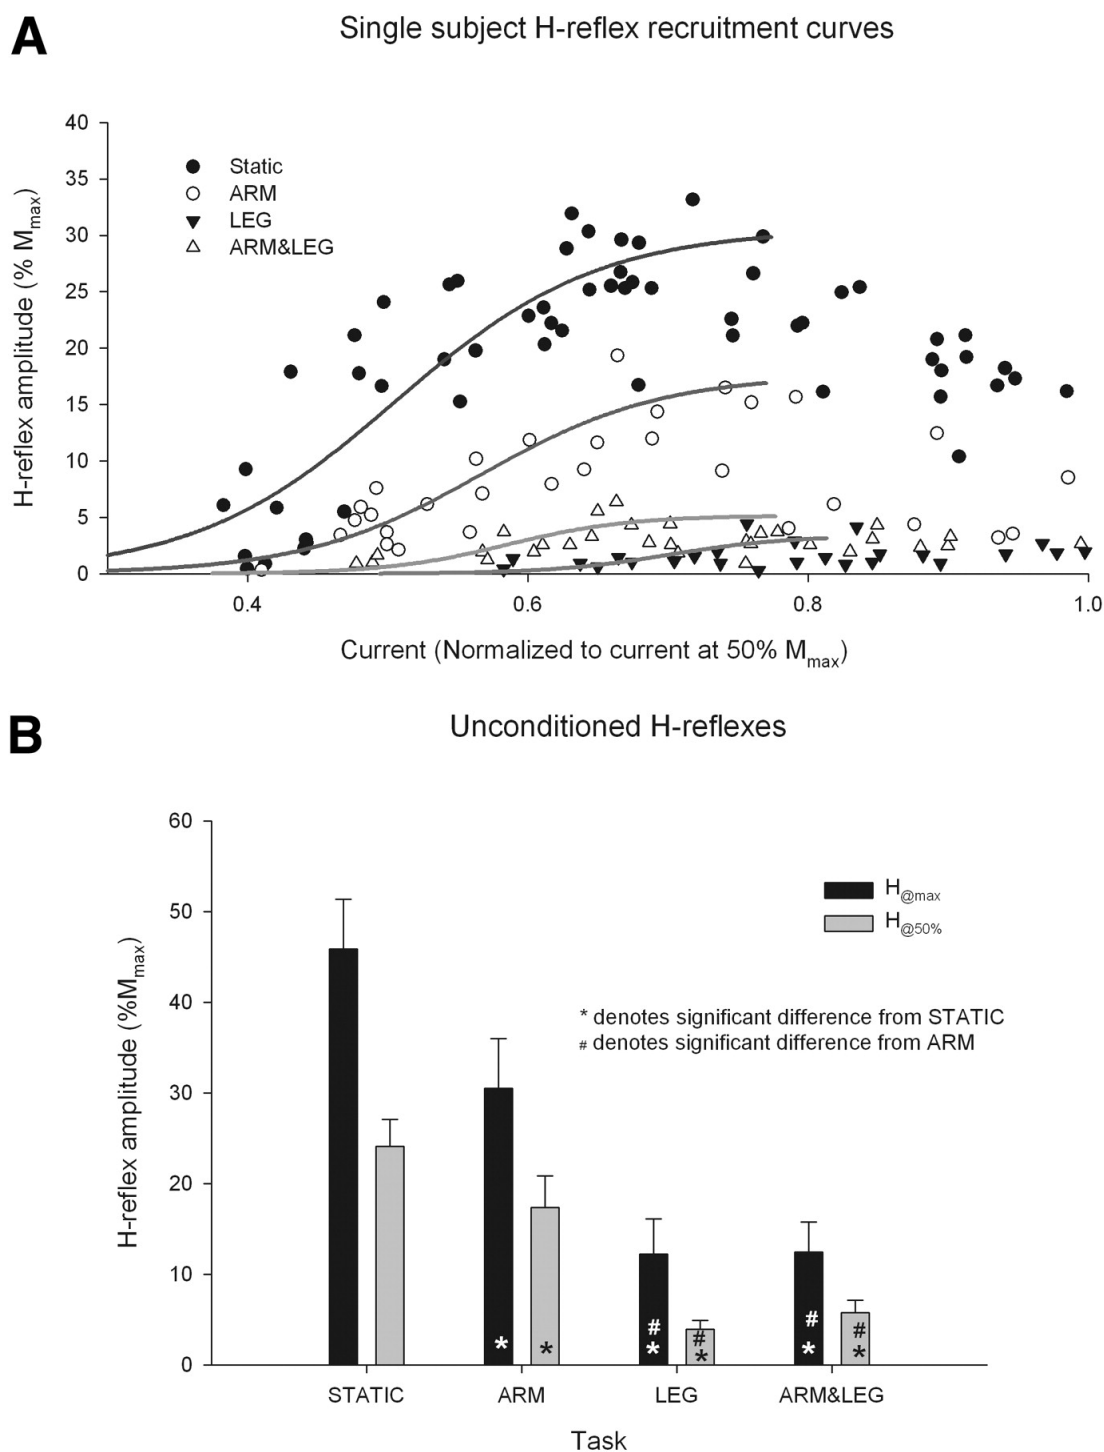 A
Single subject H-reflex recruitment curves
40
35
30
25
20
15
10
5
0
H-reflex amplitude (% Mmax)
Static
ARM
LEG
ARM&LEG
0.4
0.6
0.8
1.0
Current (Normalized to current at 50% Mmax)
B
Unconditioned H-reflexes
60
50
40
30
20
10
0
H-reflex amplitude (%Mmax)
H@max
H@50%
* denotes significant difference from STATIC
# denotes significant difference from ARM
* * # * # * # * # *
STATIC
ARM
LEG
ARM&LEG
Task